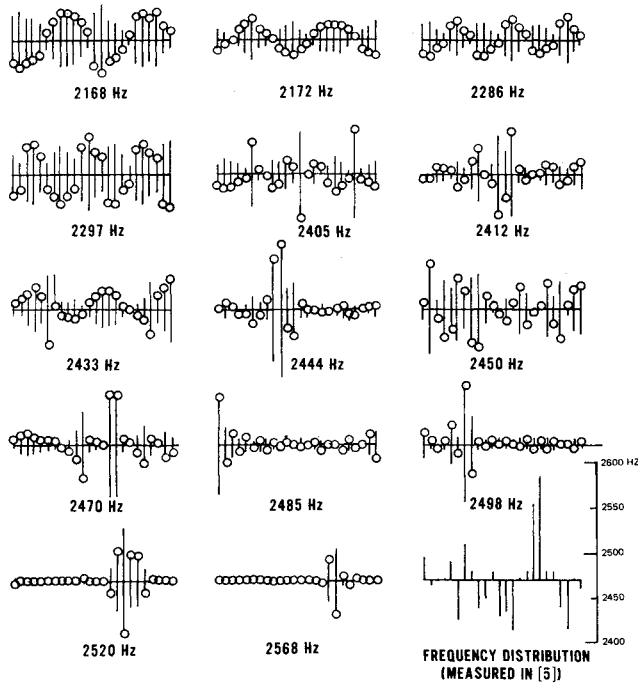 2168 Hz
2172 Hz
2286 Hz
2297 Hz
2405 Hz
2412 Hz
2433 Hz
2444 Hz
2450 Hz
2470 Hz
2485 Hz
2498 Hz
2600 HZ
2550
2500
2450
2400
2520 Hz
2568 Hz
FREQUENCY DISTRIBUTION
(MEASURED IN [5])